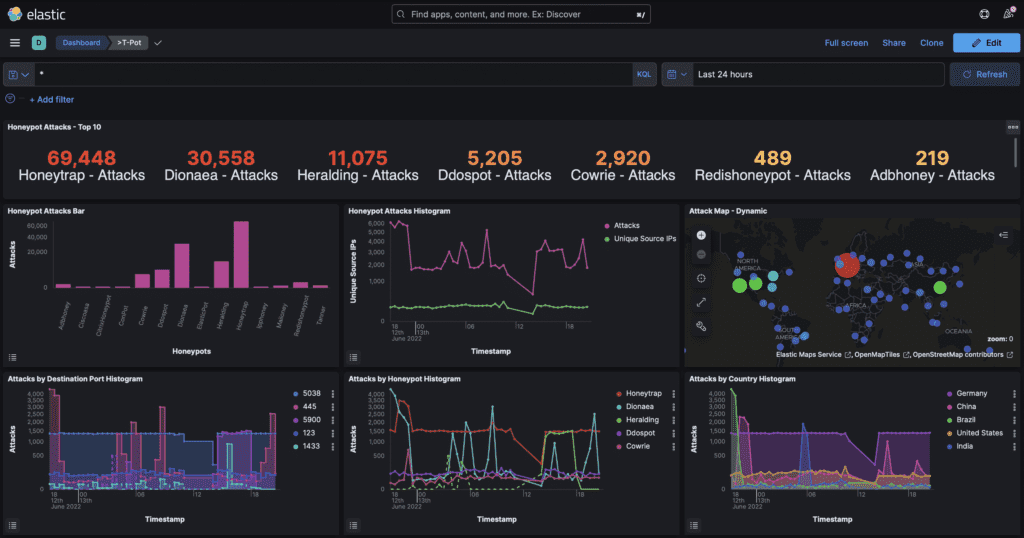 elastic
Find apps, content, and more. Ex: Discover
⌘/
D
Dashboard
>T-Pot
Full screen
Share
Clone
Edit
*
KQL
Last 24 hours
Refresh
+ Add filter
Honeypot Attacks - Top 10
69,448
30,558
11,075
5,205
2,920
489
219
Honeytrap - Attacks
Dionaea - Attacks
Heralding - Attacks
Ddospot - Attacks
Cowrie - Attacks
Redishoneypot - Attacks
Adbhoney - Attacks
Honeypot Attacks Bar
60,000
40,000
10,000
0
Attacks
Adbhoney
Ciscoasa
CitrixHoneypot
ConPot
Cowrie
Ddospot
Dionaea
ElasticPot
Heralding
Honeytrap
Ipphoney
Mailoney
Redishoneypot
Tanner
Honeypots
Honeypot Attacks Histogram
6,000
5,000
4,000
3,000
2,000
1,000
0
Unique Source IPs
Attacks
Unique Source IPs
18
00
06
12
18
12th
13th
June 2022
Timestamp
Attack Map - Dynamic
NORTH
AMERICA
ASIA
AFRICA
SOUTH
AMERICA
OCEANIA
zoom: 0
Elastic Maps Service
, OpenMapTiles
, OpenStreetMap contributors
Attacks by Destination Port Histogram
4,000
3,500
3,000
2,500
2,000
1,500
1,000
500
0
Attacks
5038
445
5900
123
1433
18
00
06
12
18
12th
13th
June 2022
Timestamp
Attacks by Honeypot Histogram
4,000
3,500
3,000
2,500
2,000
1,500
1,000
500
0
Attacks
Honeytrap
Dionaea
Heralding
Ddospot
Cowrie
18
00
06
12
18
12th
13th
June 2022
Timestamp
Attacks by Country Histogram
4,000
3,500
3,000
2,500
2,000
1,500
1,000
500
0
Attacks
Germany
China
Brazil
United States
India
18
00
06
12
18
12th
13th
June 2022
Timestamp